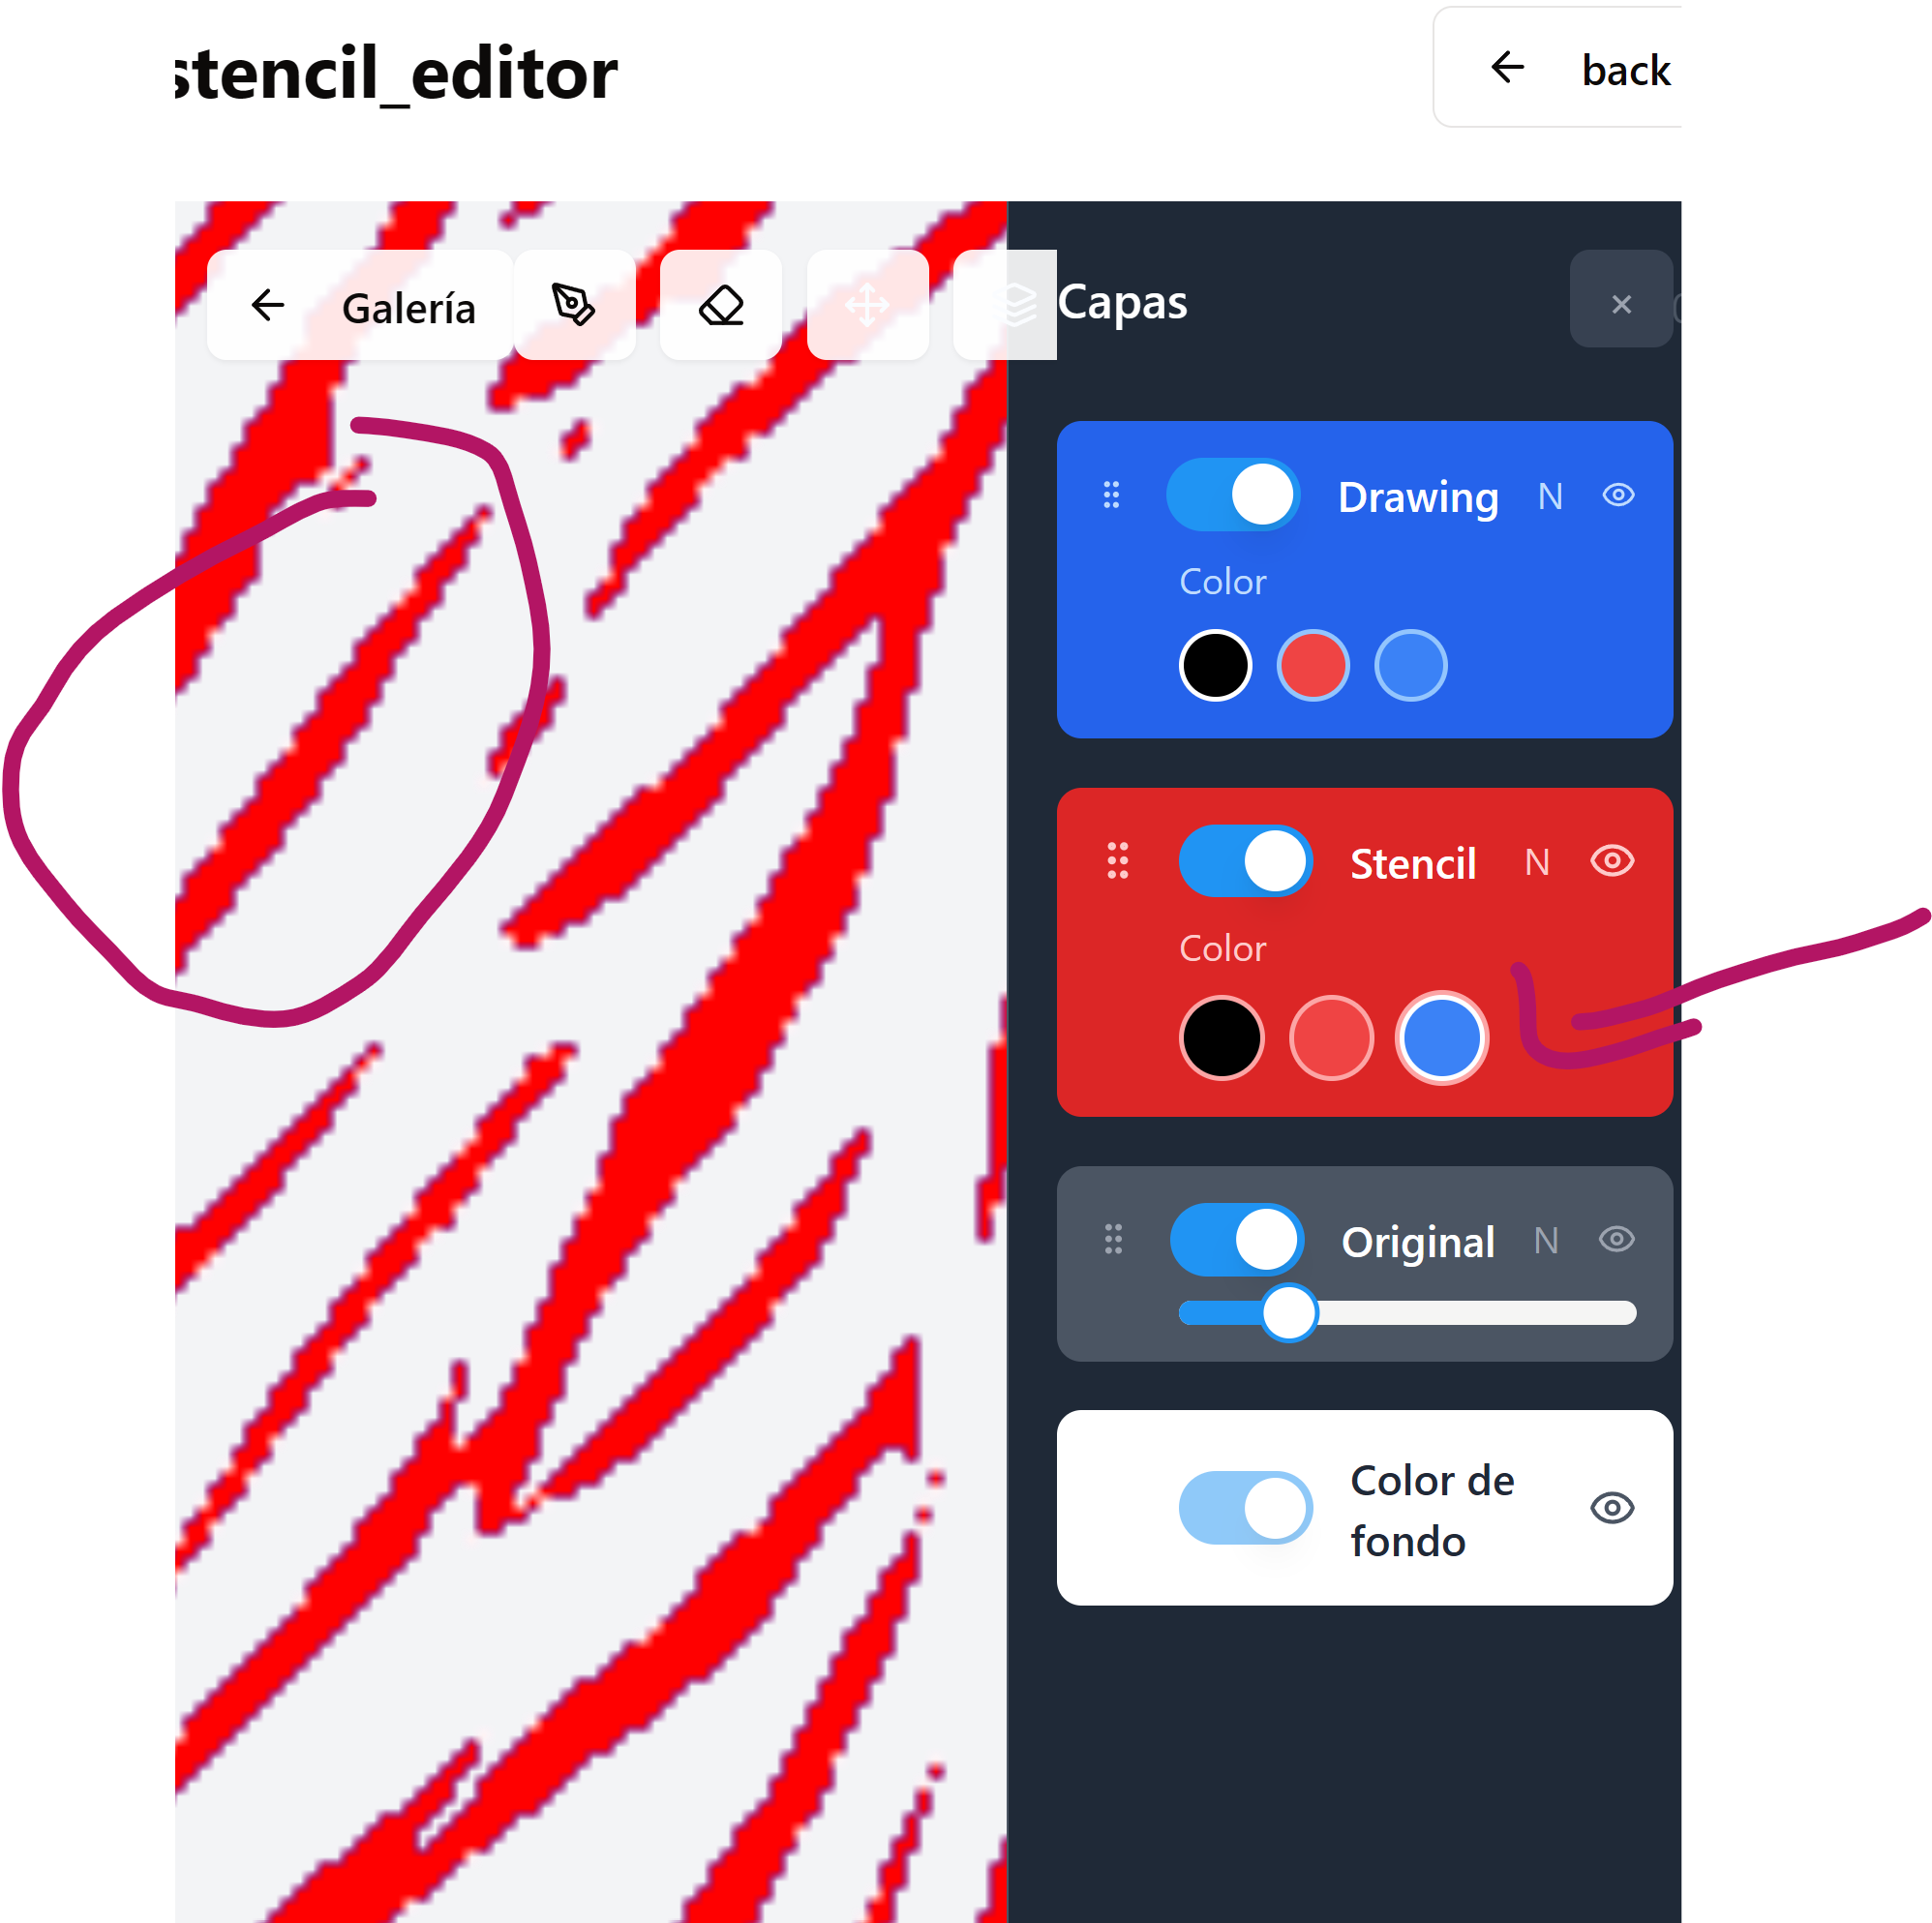 stencil_editor
back
Galería
Capas
Drawing N
Color
Stencil N
Color
Original N
Color de
fondo